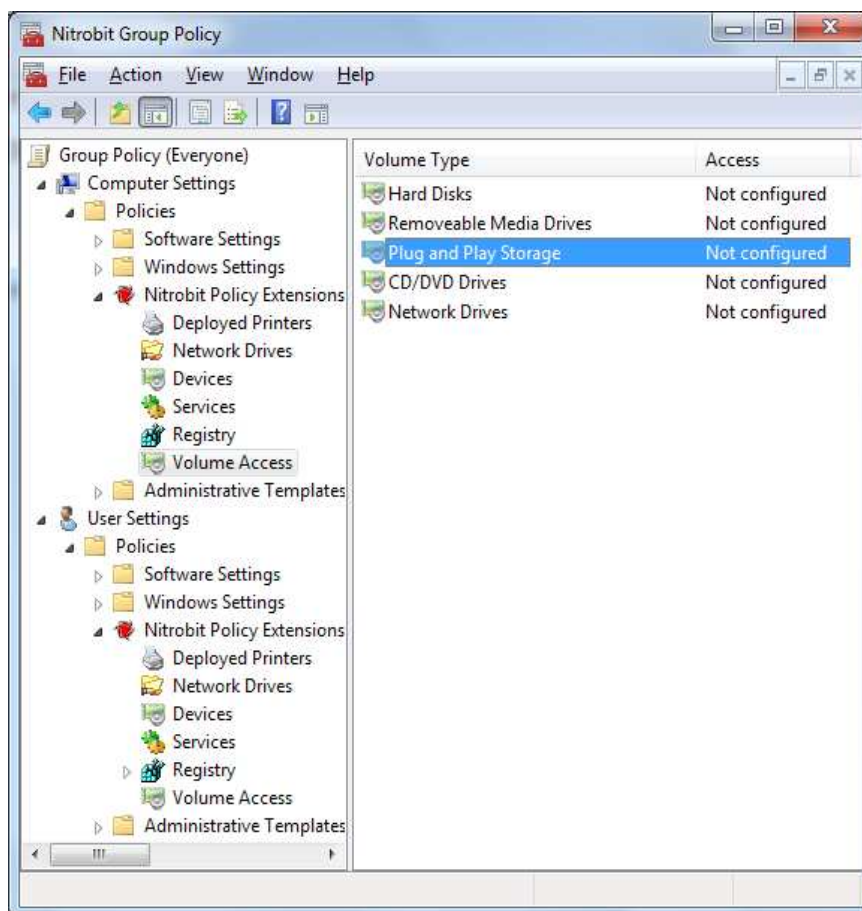 Nitrobit Group Policy
File Action View Window Help
Group Policy (Everyone)
Computer Settings
Policies
Software Settings
Windows Settings
Nitrobit Policy Extensions
Deployed Printers
Network Drives
Devices
Services
Registry
Volume Access
Administrative Templates
User Settings
Policies
Software Settings
Windows Settings
Nitrobit Policy Extensions
Deployed Printers
Network Drives
Devices
Services
Registry
Volume Access
Administrative Templates
Volume Type Access
Hard Disks Not configured
Removeable Media Drives Not configured
Plug and Play Storage Not configured
CD/DVD Drives Not configured
Network Drives Not configured